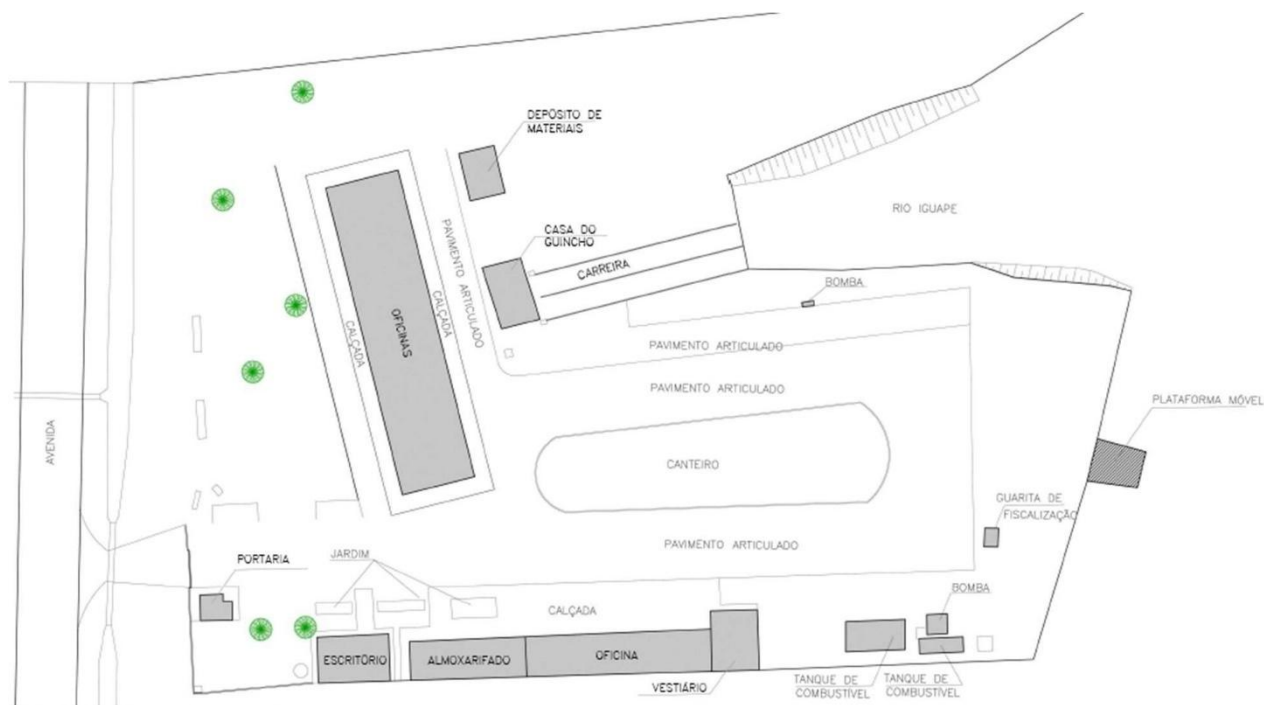 DEPÓSITO DE
MATERIAIS
RIO IGUAPE
PAVIMENTO ARTICULADO
CASA DO
GUINCHO
CARREIRA
BOMBA
CALÇADA
OFICINAS
CALÇADA
PAVIMENTO ARTICULADO
PAVIMENTO ARTICULADO
PLATAFORMA MÓVEL
AVENIDA
CANTEIRO
GUARITA DE
FISCALIZAÇÃO
PAVIMENTO ARTICULADO
PORTARIA
JARDIM
BOMBA
CALÇADA
ESCRITÓRIO
ALMOXARIFADO
OFICINA
VESTIÁRIO
TANQUE DE
COMBUSTÍVEL
TANQUE DE
COMBUSTÍVEL